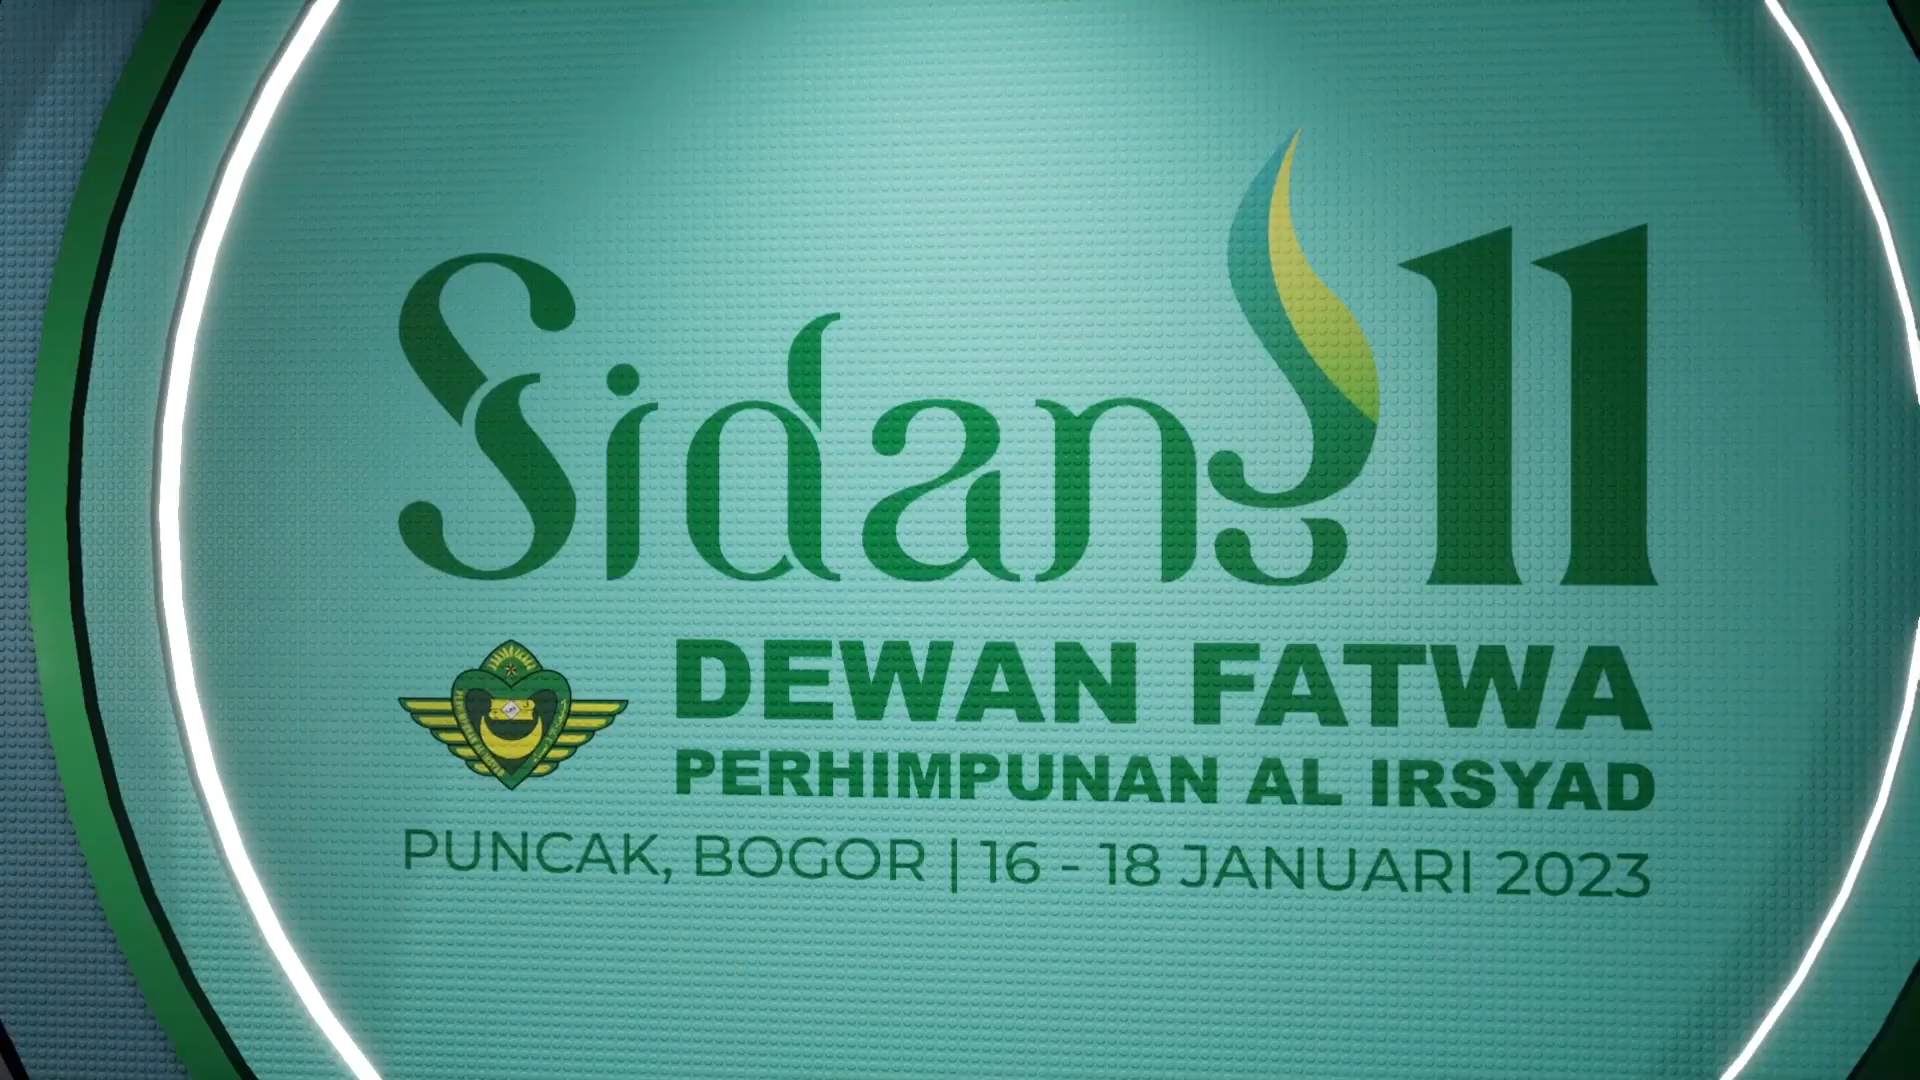 Sidang 11
DEWAN FATWA
PERHIMPUNAN AL IRSYAD
PUNCAK, BOGOR | 16 - 18 JANUARI 2023